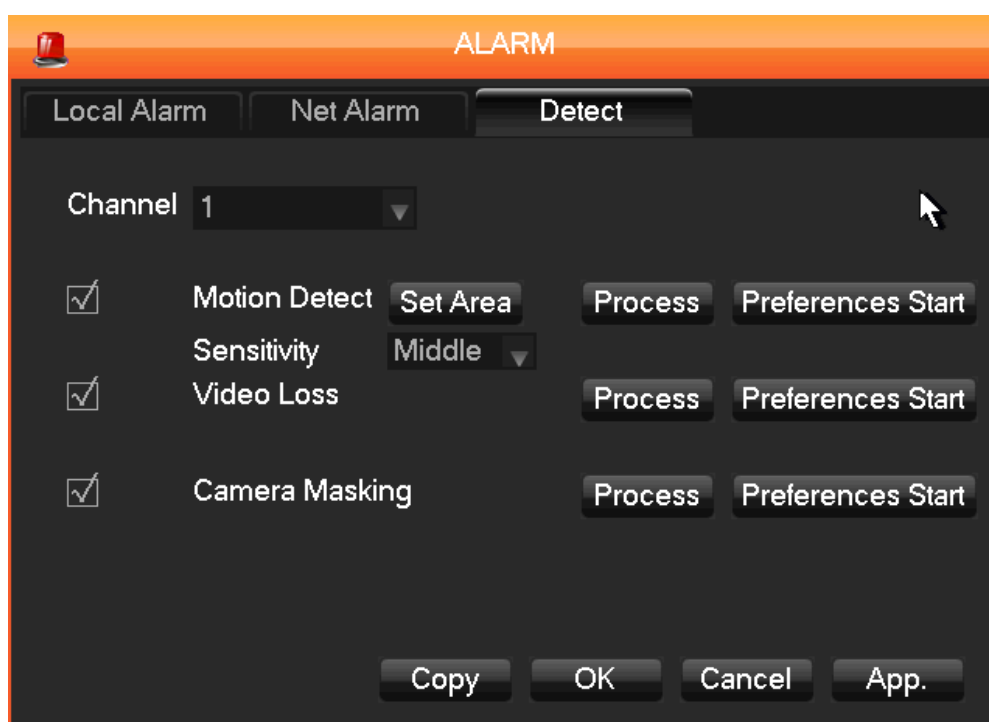 ALARM
Local Alarm Net Alarm Detect
Channel 1
Motion Detect Set Area Process Preferences Start
Sensitivity Middle
Video Loss Process Preferences Start
Camera Masking Process Preferences Start
Copy OK Cancel App.